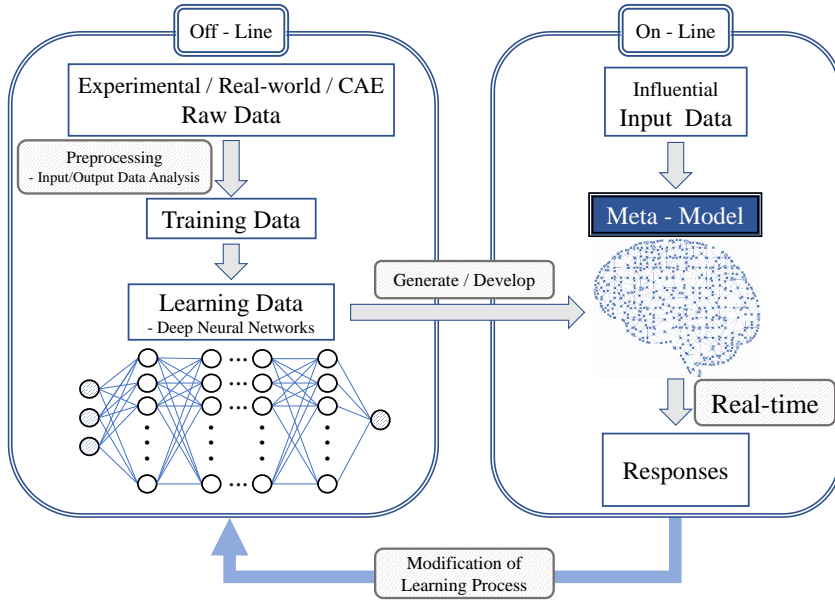 Off - Line
Experimental / Real-world / CAE
Raw Data
Preprocessing
- Input/Output Data Analysis
Training Data
Learning Data
- Deep Neural Networks
Generate / Develop
On - Line
Influential
Input Data
Meta - Model
Real-time
Responses
Modification of
Learning Process